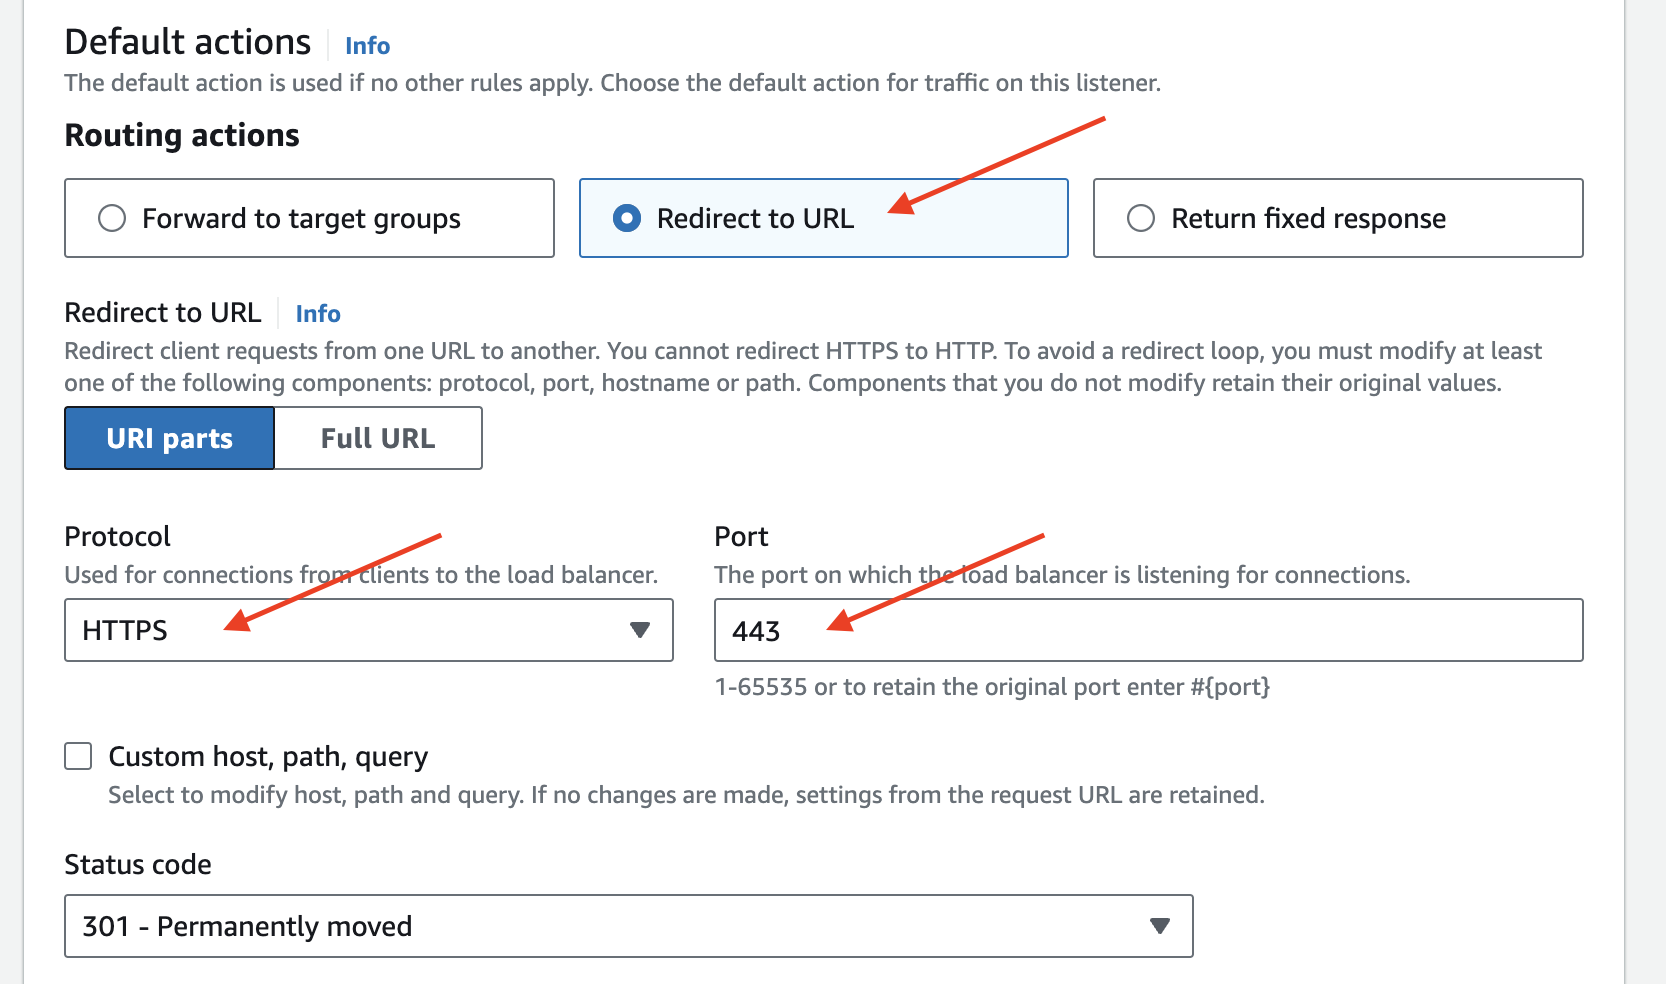 Default actions Info
The default action is used if no other rules apply. Choose the default action for traffic on this listener.
Routing actions
Forward to target groups
Redirect to URL
Return fixed response
Redirect to URL Info
Redirect client requests from one URL to another. You cannot redirect HTTPS to HTTP. To avoid a redirect loop, you must modify at least
one of the following components: protocol, port, hostname or path. Components that you do not modify retain their original values.
URI parts
Full URL
Protocol
Used for connections from clients to the load balancer.
HTTPS
Port
The port on which the load balancer is listening for connections.
443
1-65535 or to retain the original port enter #{port}
Custom host, path, query
Select to modify host, path and query. If no changes are made, settings from the request URL are retained.
Status code
301 - Permanently moved